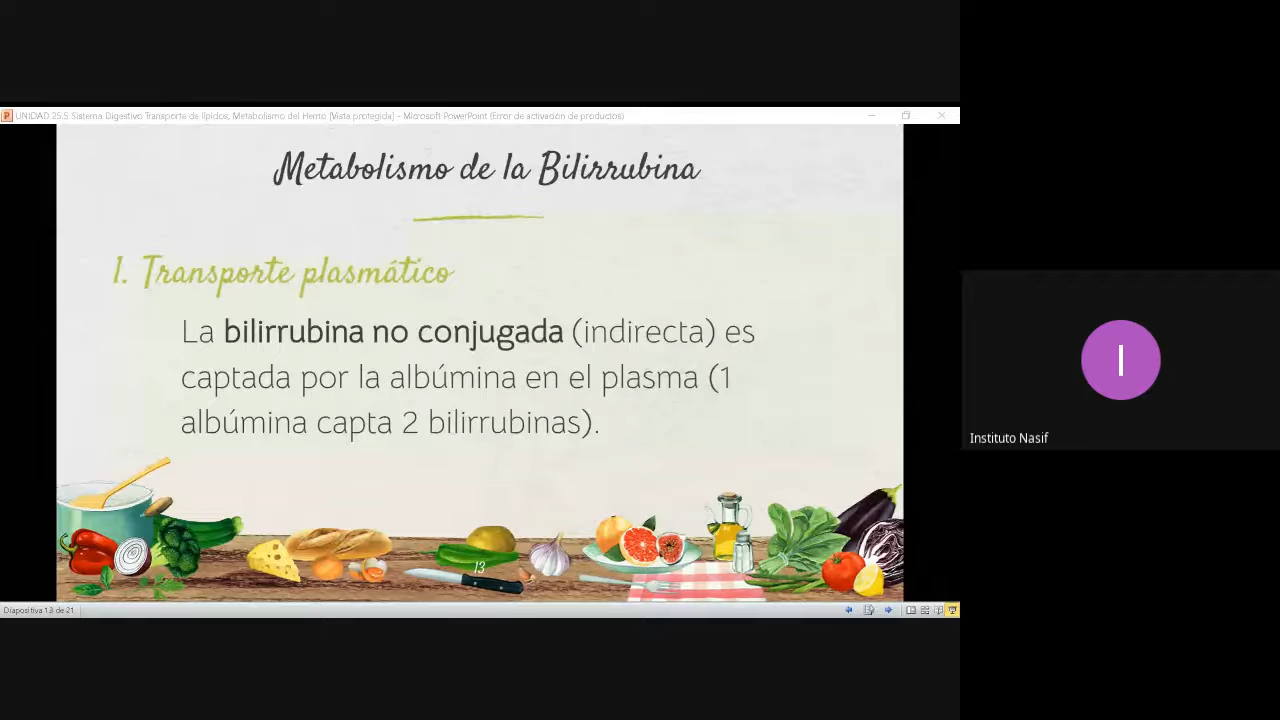 UNIDAD 25.5 Sistema Digestivo Transporte de lípidos, Metabolismo del Hemo [Vista protegida] - Microsoft PowerPoint (Error de activación de productos)
Metabolismo de la Bilirrubina
1. Transporte plasmático
La bilirrubina no conjugada (indirecta) es
captada por la albúmina en el plasma (1
albúmina capta 2 bilirrubinas).
13
Diapositiva 13 de 21
I
Instituto Nasif